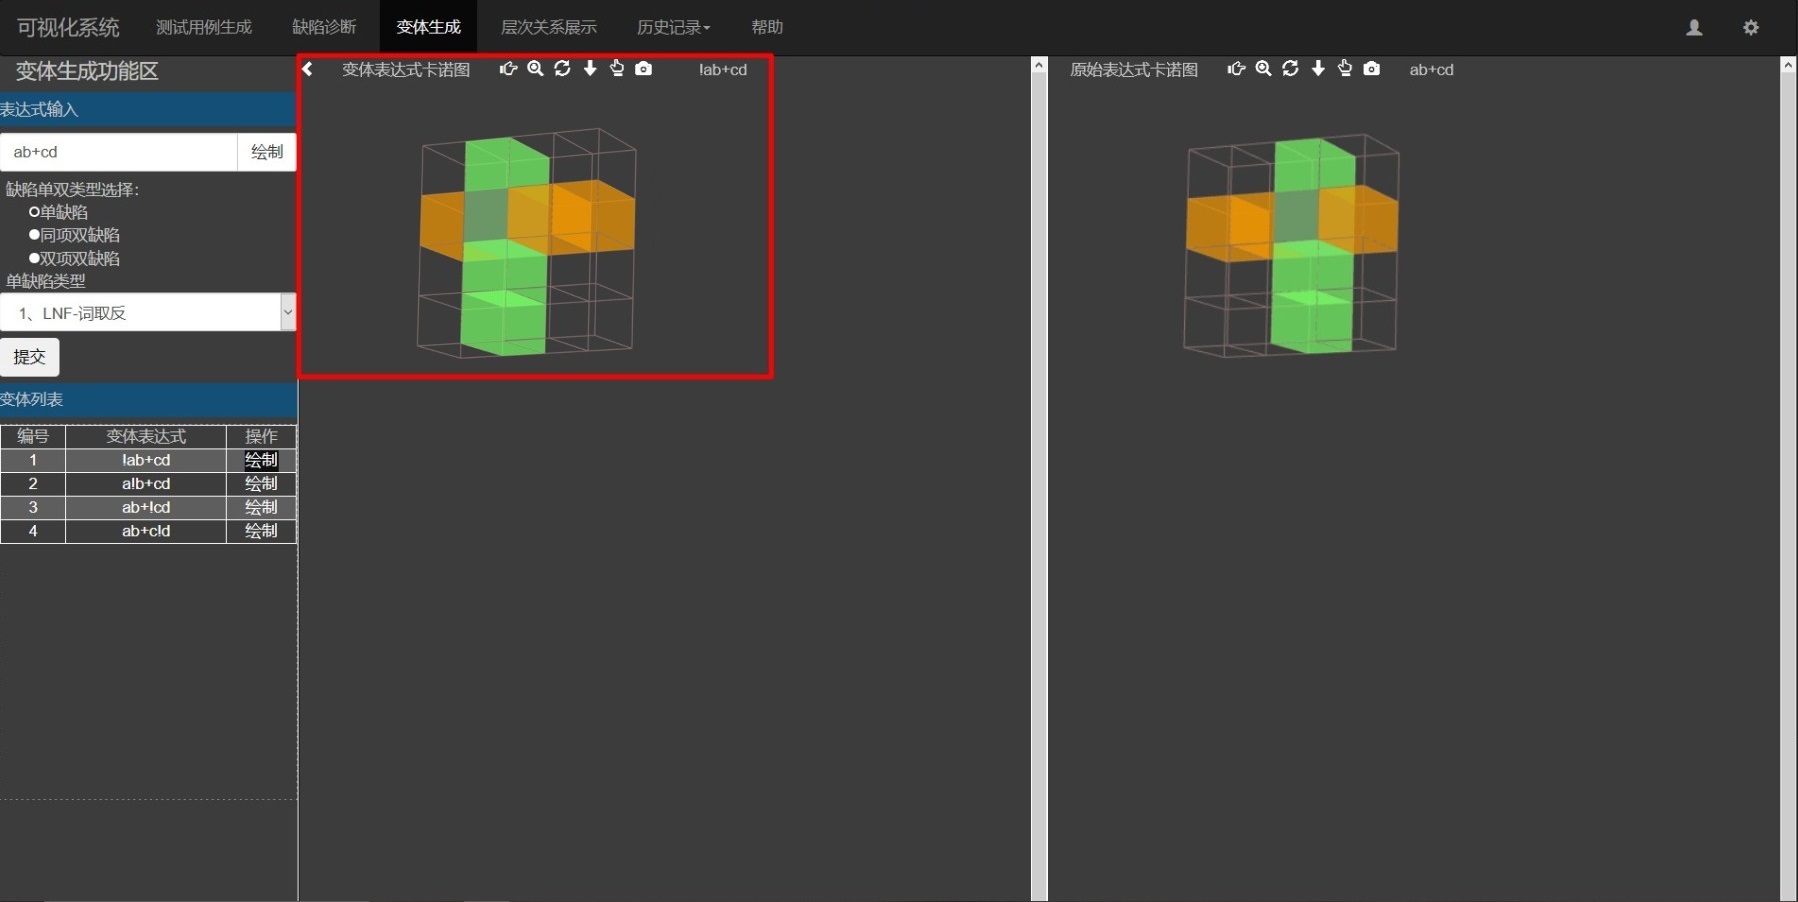 可视化系统 测试用例生成 缺陷诊断 变体生成 层次关系展示 历史记录 帮助
变体生成功能区
表达式输入
ab+cd 绘制
缺陷单双类型选择:
单缺陷
同项双缺陷
双项双缺陷
单缺陷类型
1、LNF-词取反
提交
变体列表
编号 变体表达式 操作
1 !ab+cd 绘制
2 a!b+cd 绘制
3 ab+!cd 绘制
4 ab+c!d 绘制
变体表达式卡诺图 !ab+cd
原始表达式卡诺图 ab+cd